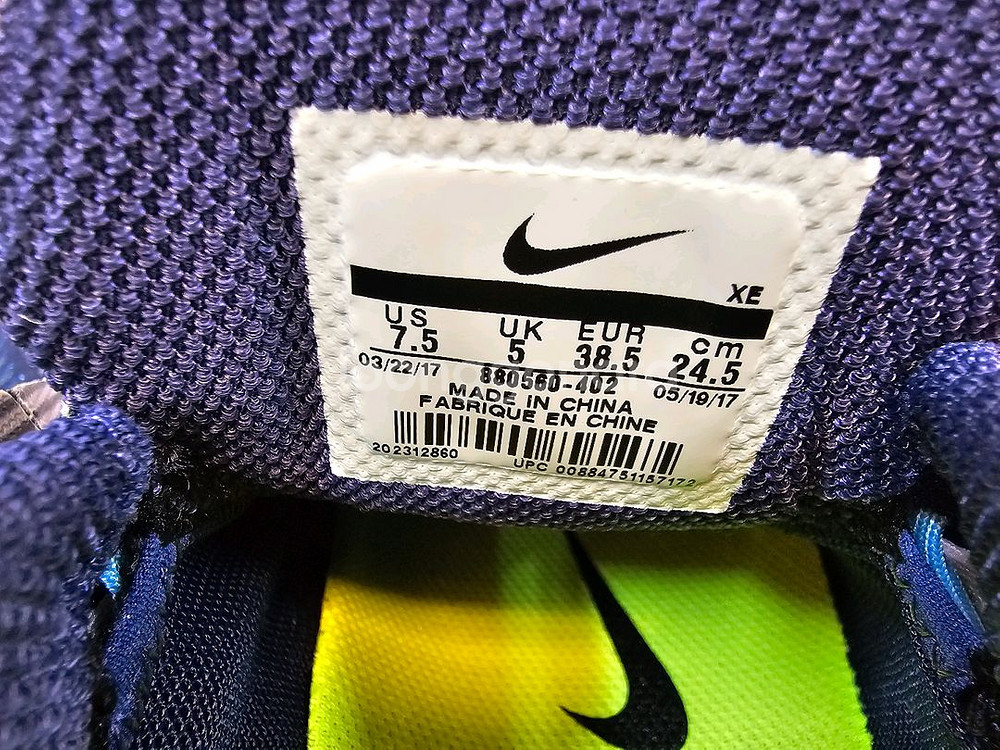 XE
US UK EUR cm
7.5 5 38.5 24.5
03/22/17 880560-402 05/19/17
MADE IN CHINA
FABRIQUE EN CHINE
202312860 UPC 00884751157172